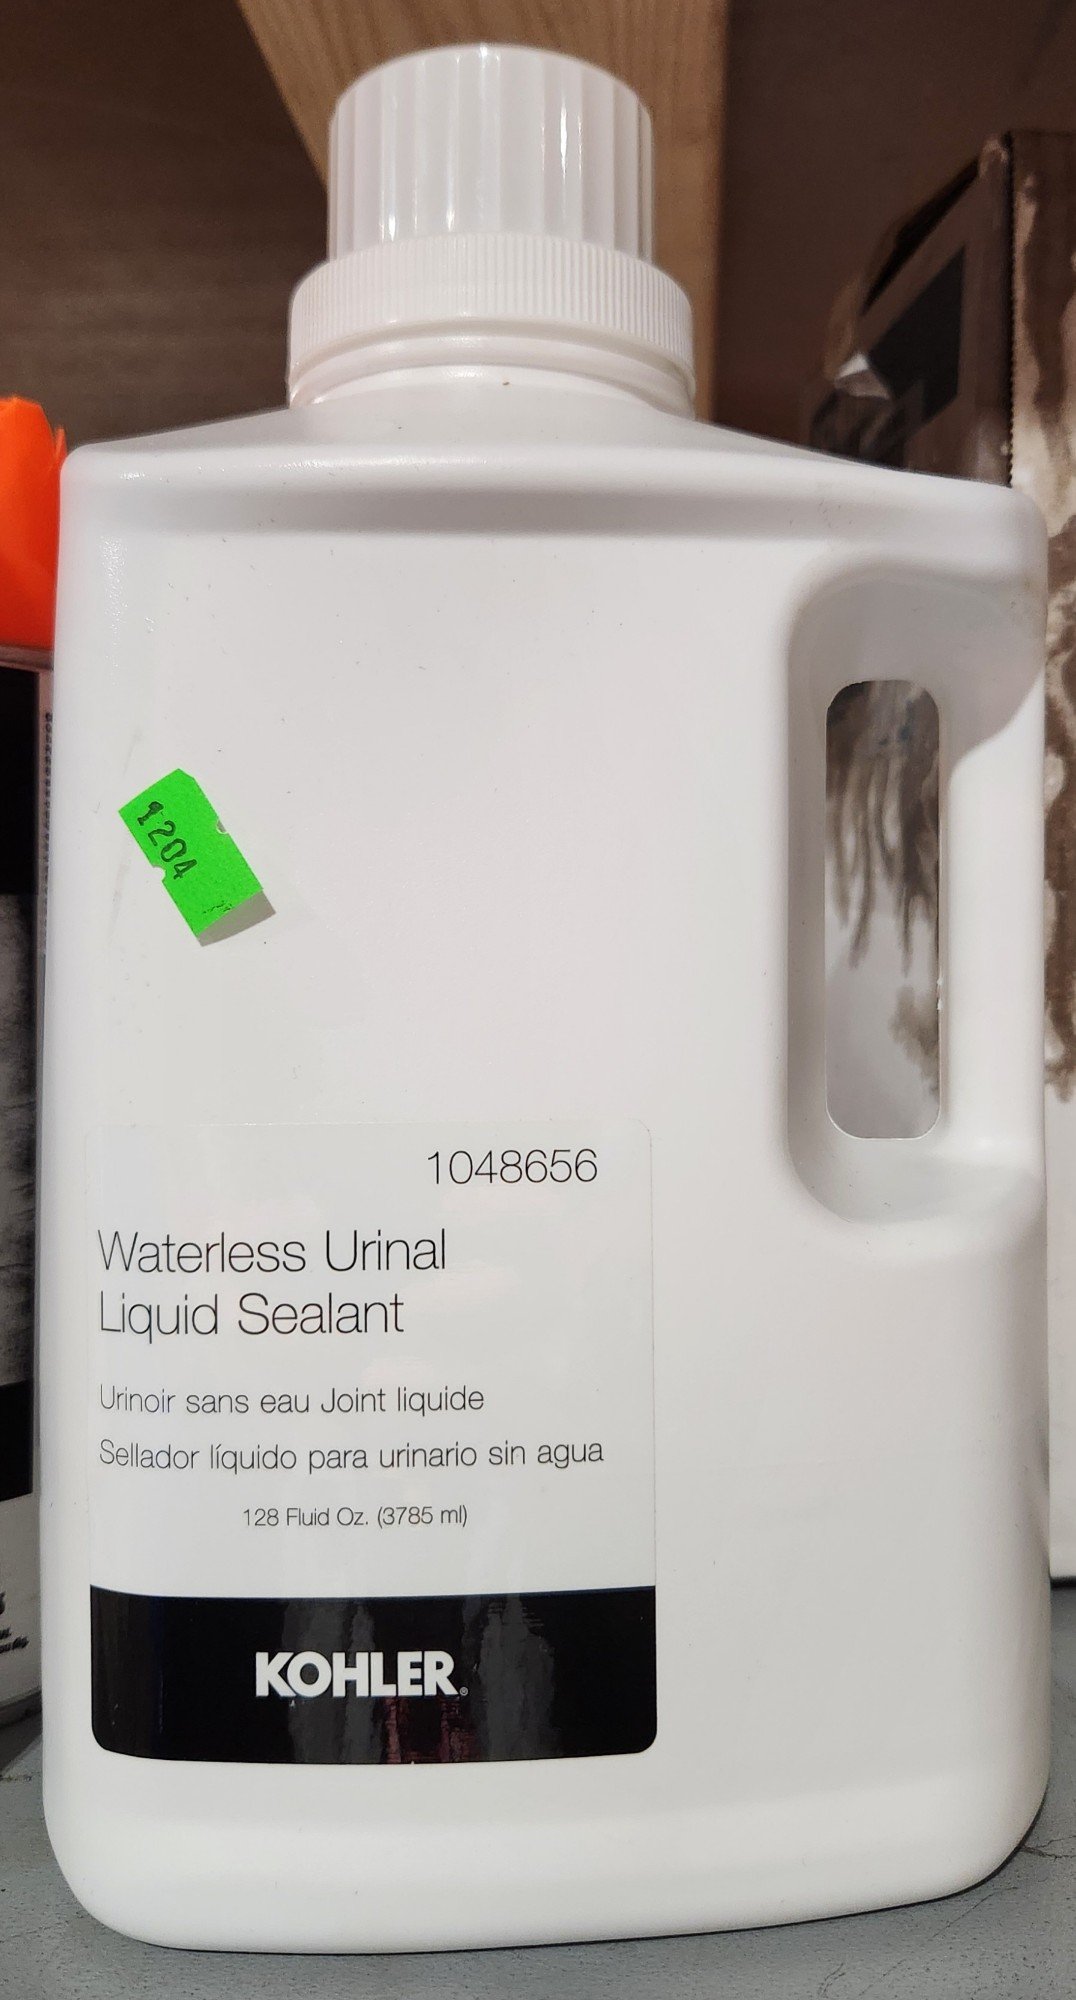 1204
1048656
Waterless Urinal
Liquid Sealant
Urinoir sans eau Joint liquide
Sellador líquido para urinario sin agua
128 Fluid Oz. (3785 ml)
KOHLER®